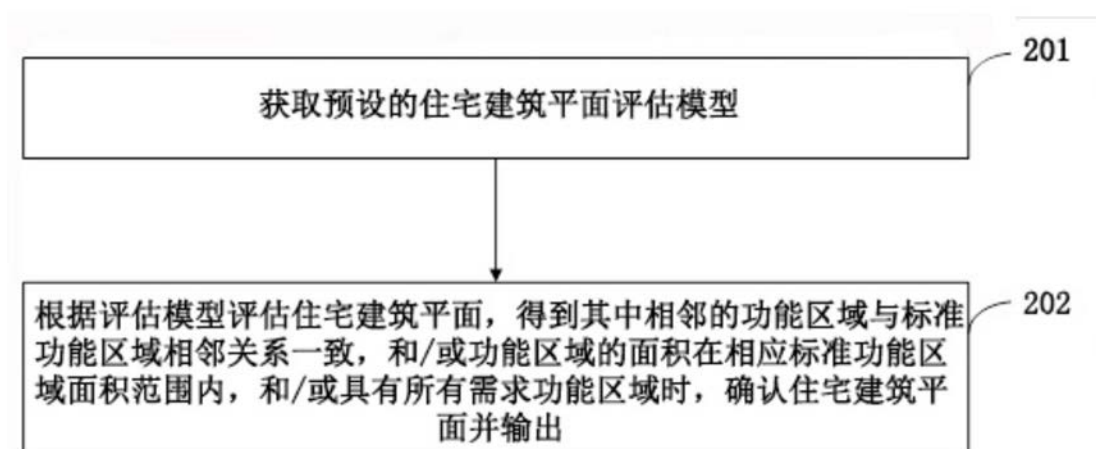 201
获取预设的住宅建筑平面评估模型
202
根据评估模型评估住宅建筑平面，得到其中相邻的功能区域与标准
功能区域相邻关系一致，和/或功能区域的面积在相应标准功能区
域面积范围内，和/或具有所有需求功能区域时，确认住宅建筑平
面并输出